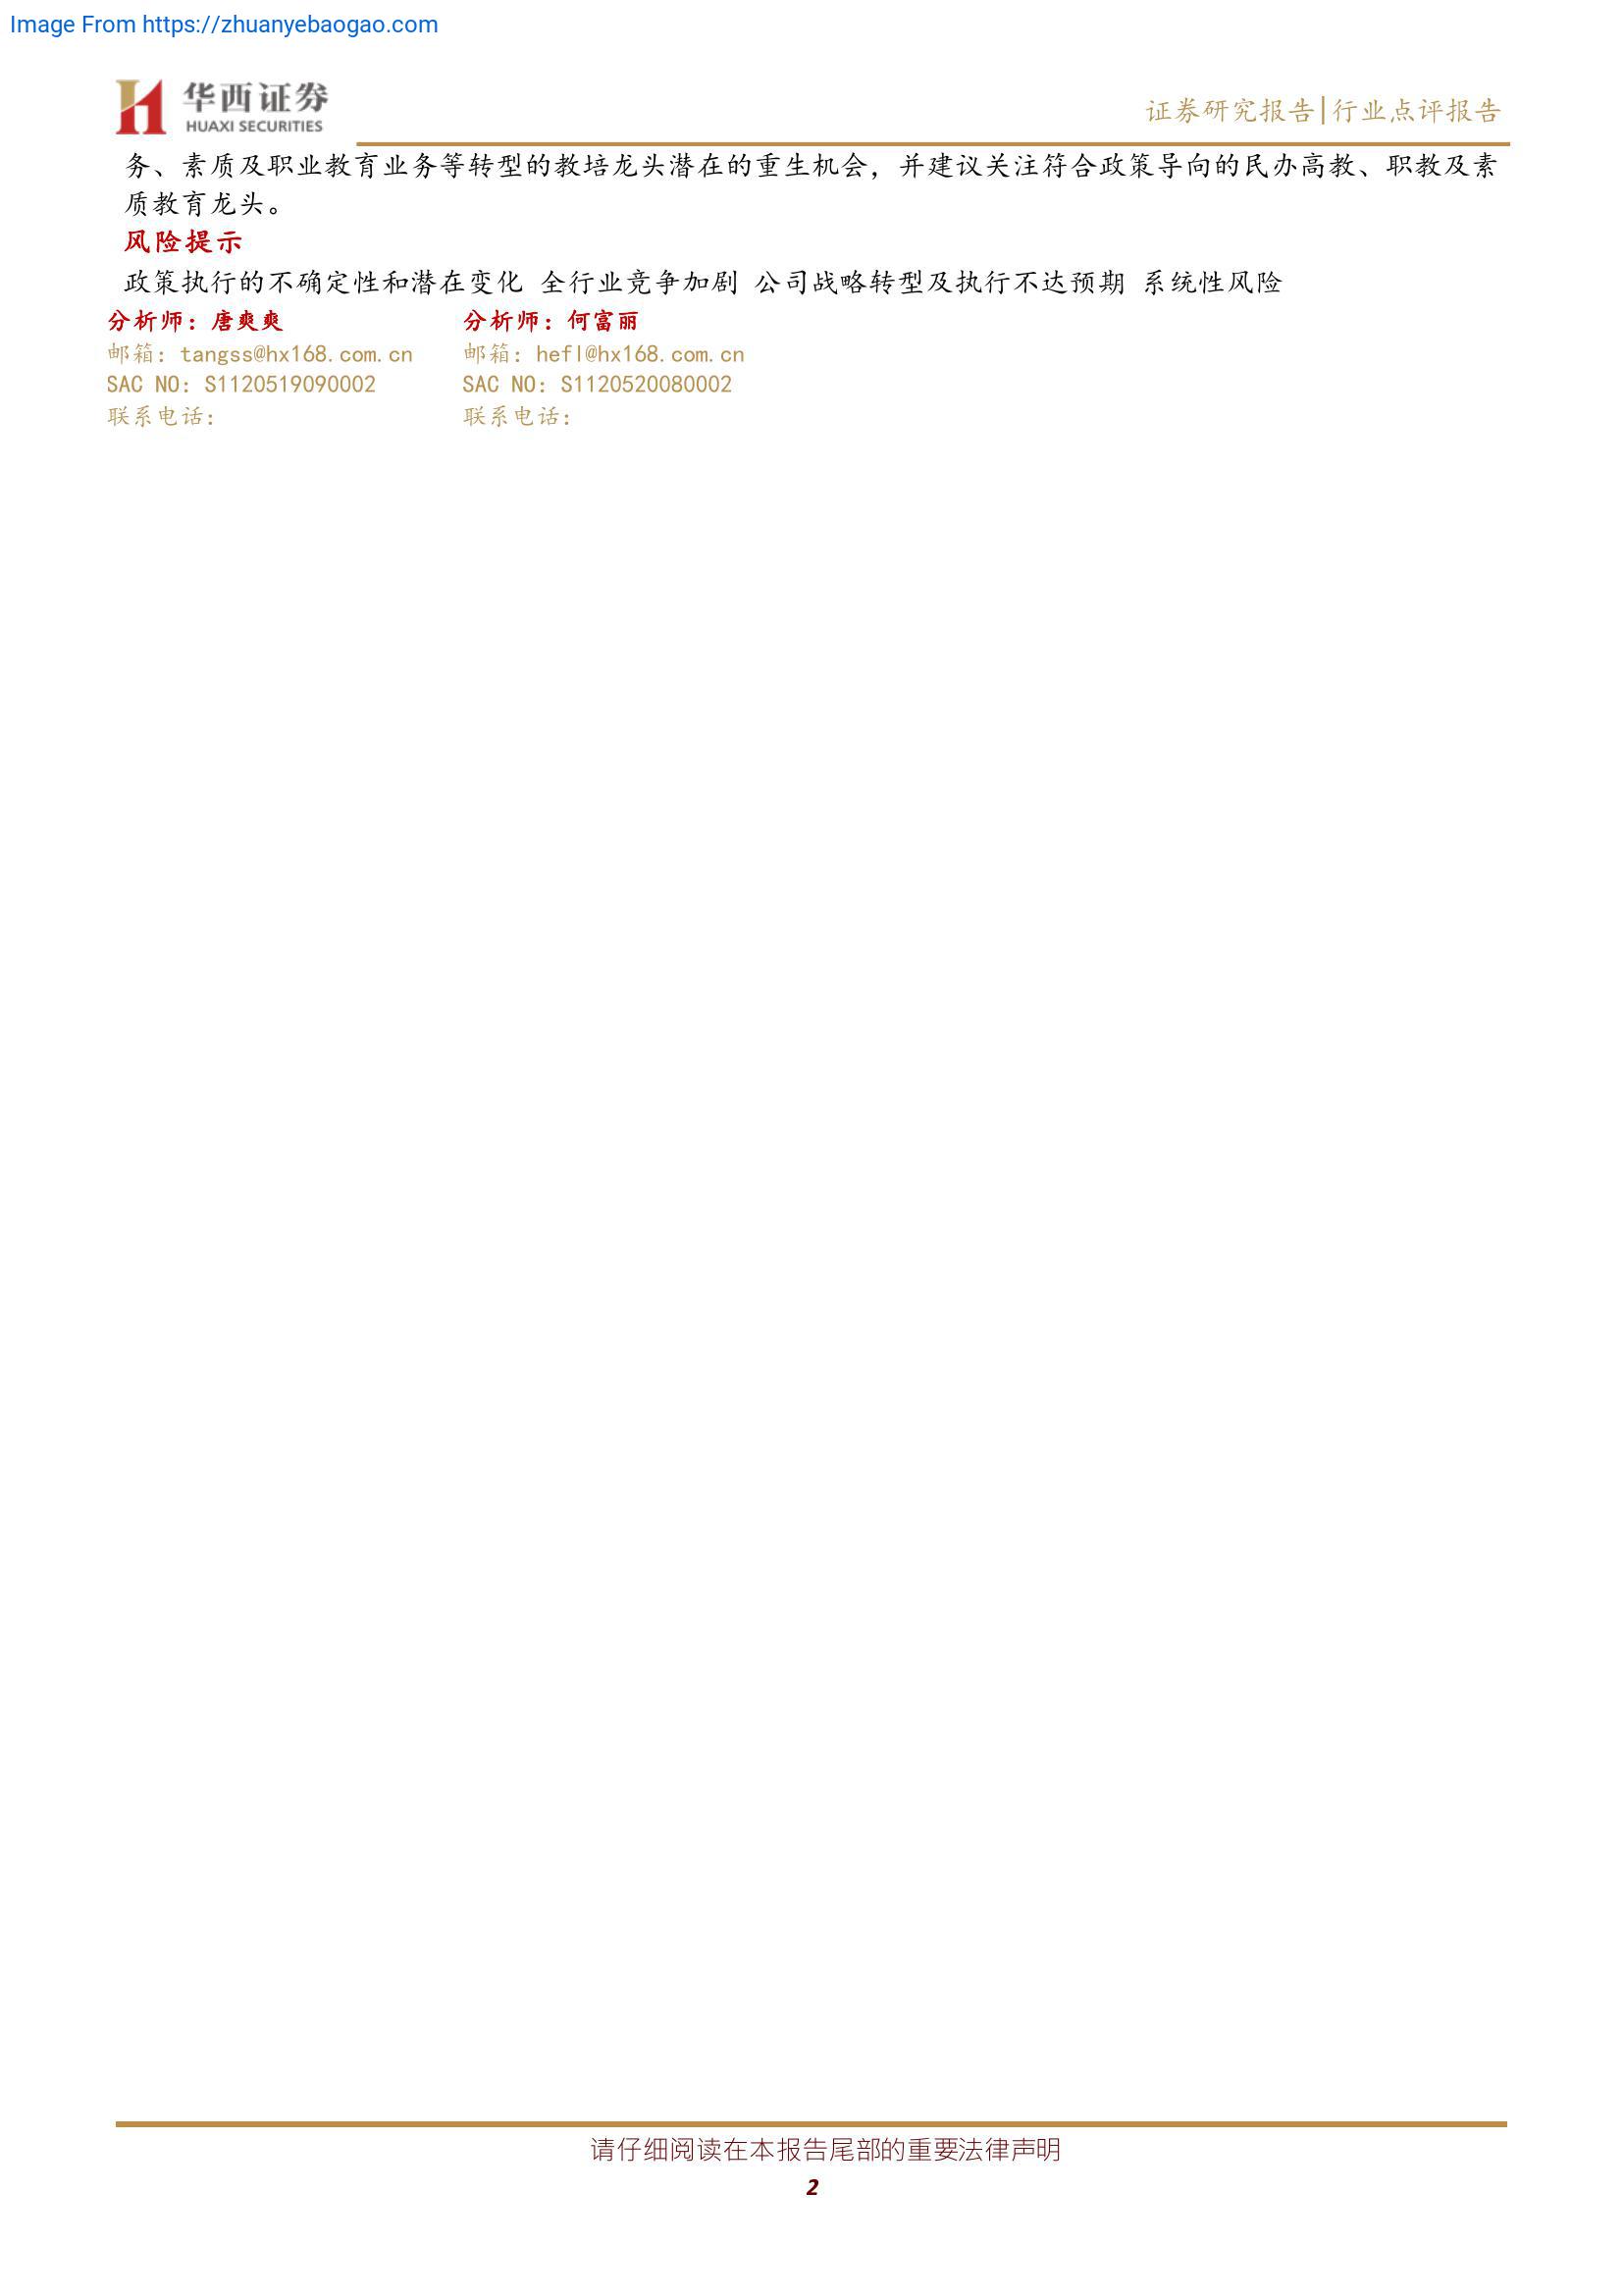 Image From https://zhuanyebaogao.com
华西证券
HUAXI SECURITIES
证券研究报告|行业点评报告
务、素质及职业教育业务等转型的教培龙头潜在的重生机会，并建议关注符合政策导向的民办高教、职教及素
质教育龙头。
风险提示
政策执行的不确定性和潜在变化 全行业竞争加剧 公司战略转型及执行不达预期 系统性风险
分析师：唐爽爽 分析师：何富丽
邮箱：tangss@hx168.com.cn 邮箱：hefl@hx168.com.cn
SAC NO：S1120519090002 SAC NO：S1120520080002
联系电话： 联系电话：
请仔细阅读在本报告尾部的重要法律声明
2